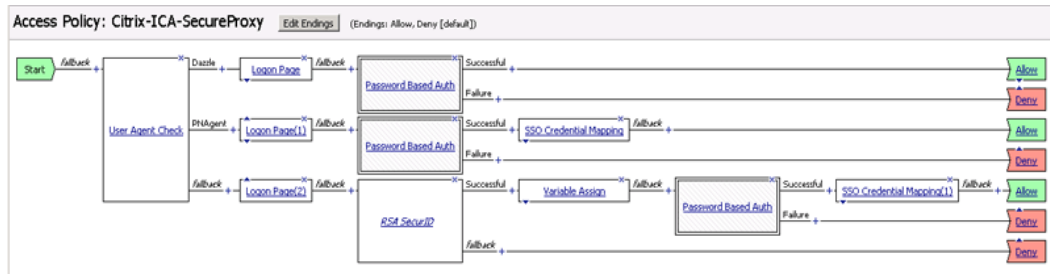 Access Policy: Citrix-ICA-SecureProxy Edit Endings (Endings: Allow, Deny [default])
Start fallback + User Agent Check
Dazzle + Logon Page fallback + Password Based Auth Successful + Allow
Failure + Deny
PNAgent + Logon Page(1) fallback + Password Based Auth Successful + SSO Credential Mapping fallback + Allow
Failure + Deny
fallback + Logon Page(2) fallback + RSA SecurID Successful + Variable Assign fallback + Password Based Auth Successful + SSO Credential Mapping(1) fallback + Allow
Failure + Deny
fallback + Deny